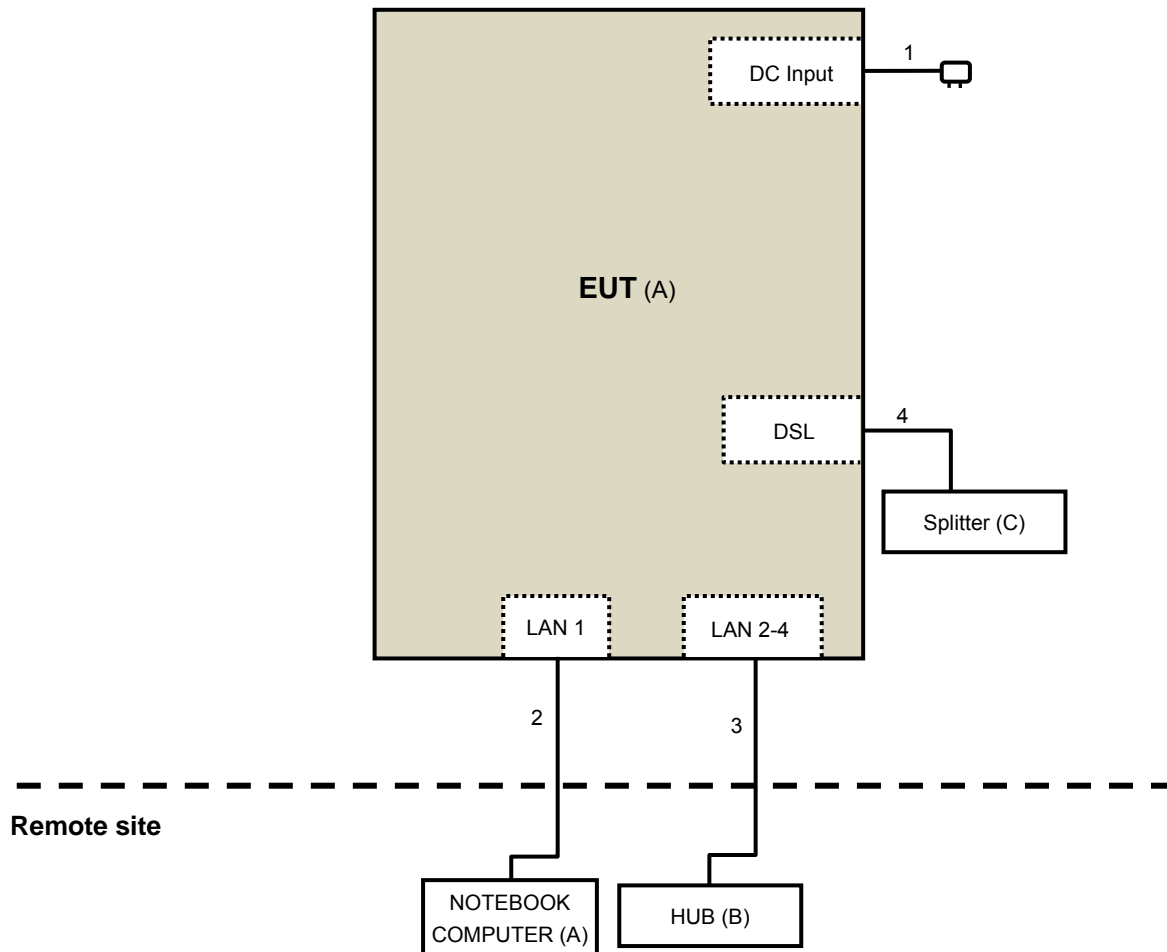 1
DC Input
EUT (A)
4
DSL
Splitter (C)
LAN 1
LAN 2-4
2
3
Remote site
NOTEBOOK
COMPUTER (A)
HUB (B)